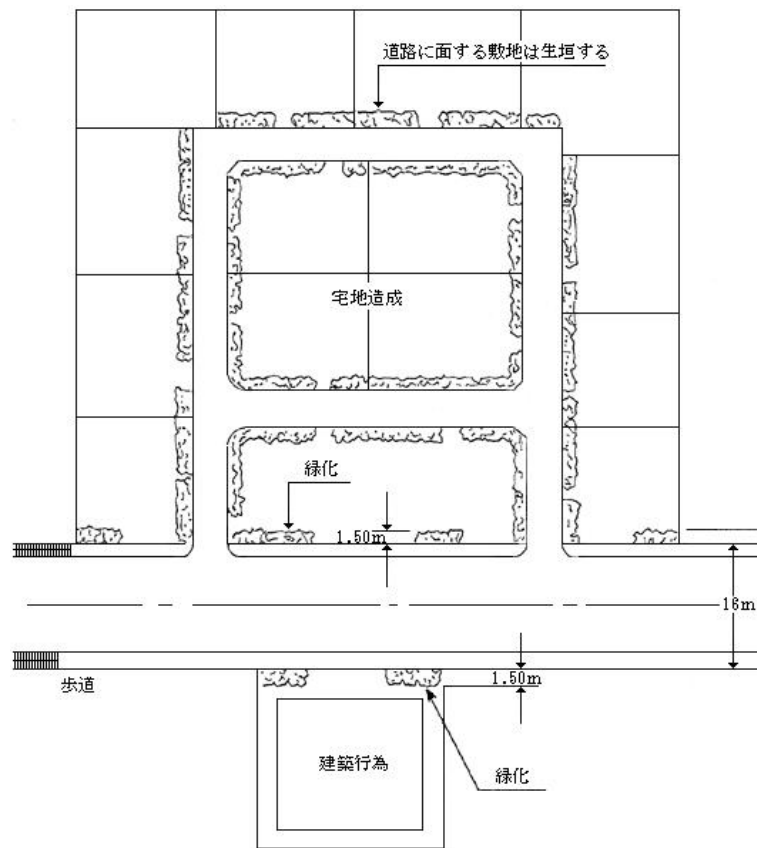 道路に面する敷地は生垣する
宅地造成
緑化
1.50m
16m
歩道
1.50m
建築行為
緑化